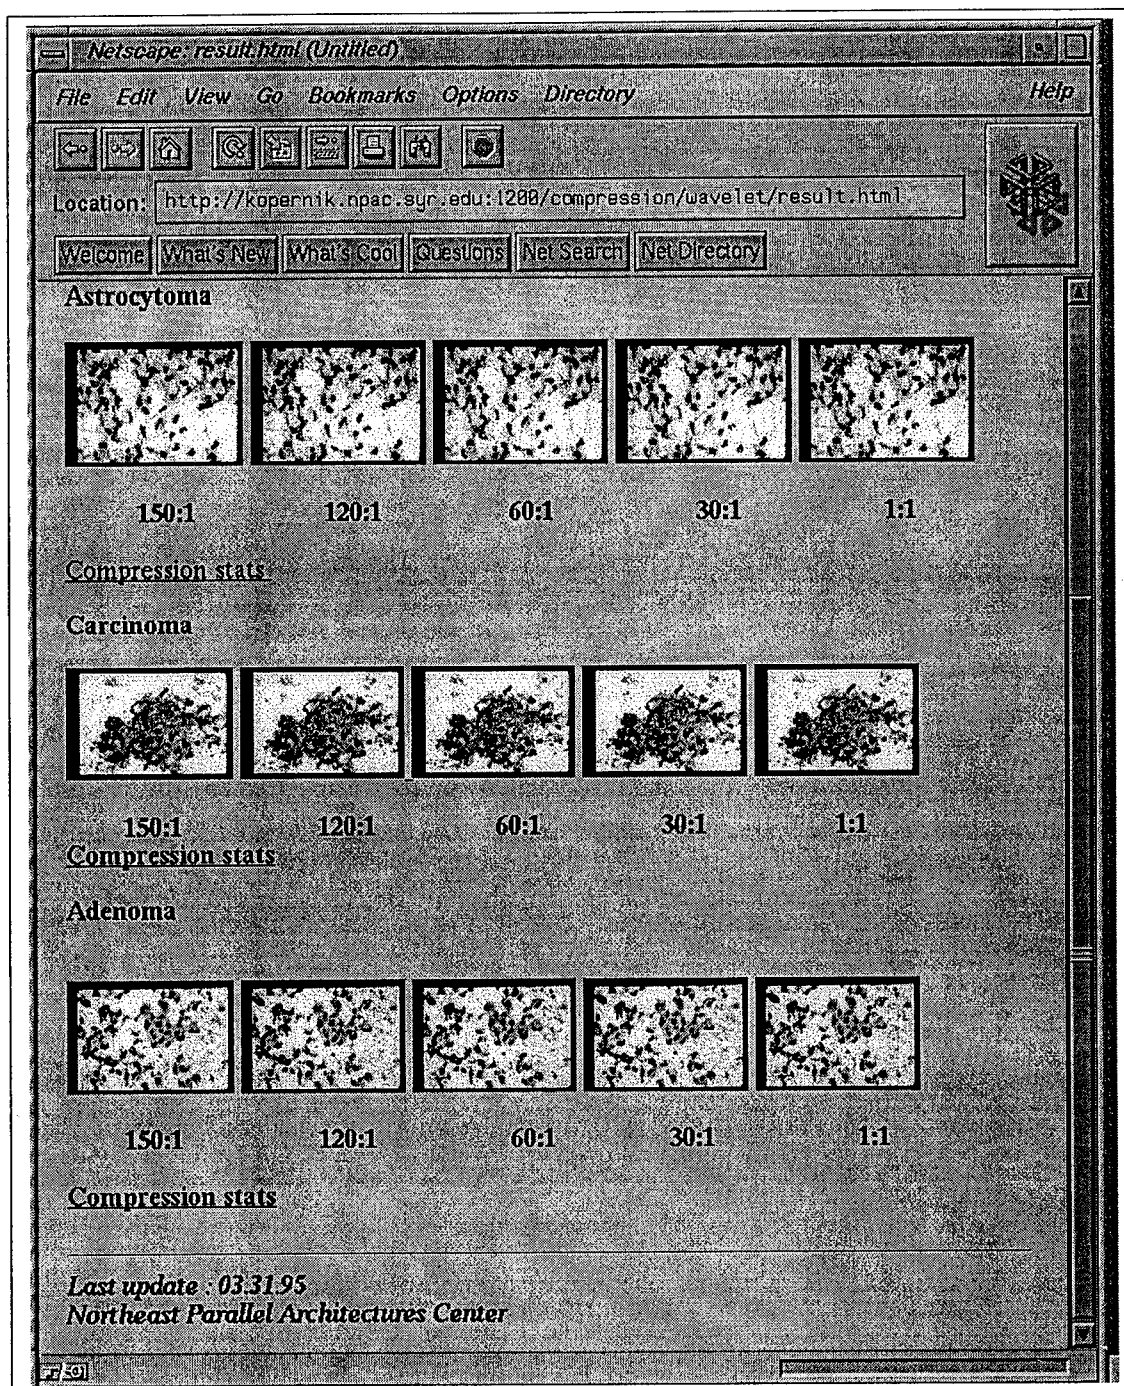 Netscape: result.html (Untitled)
File Edit View Go Bookmarks Options Directory Help
Location: http://kopernik.npac.syr.edu:1200/compression/wavelet/result.html
Welcome What's New What's Cool Questions Net Search Net Directory
Astrocytoma
150:1 120:1 60:1 30:1 1:1
Compression stats
Carcinoma
150:1 120:1 60:1 30:1 1:1
Compression stats
Adenoma
150:1 120:1 60:1 30:1 1:1
Compression stats
Last update : 03.31.95
Northeast Parallel Architectures Center